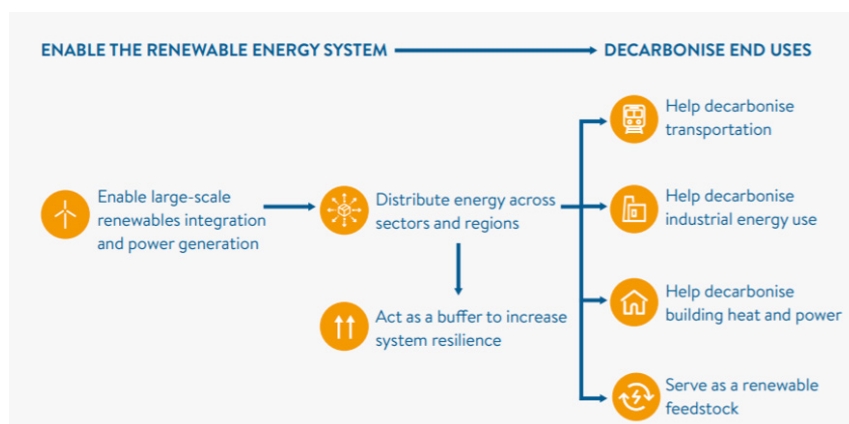 ENABLE THE RENEWABLE ENERGY SYSTEM
DECARBONISE END USES
Enable large-scale
renewables integration
and power generation
Distribute energy across
sectors and regions
Act as a buffer to increase
system resilience
Help decarbonise
transportation
Help decarbonise
industrial energy use
Help decarbonise
building heat and power
Serve as a renewable
feedstock